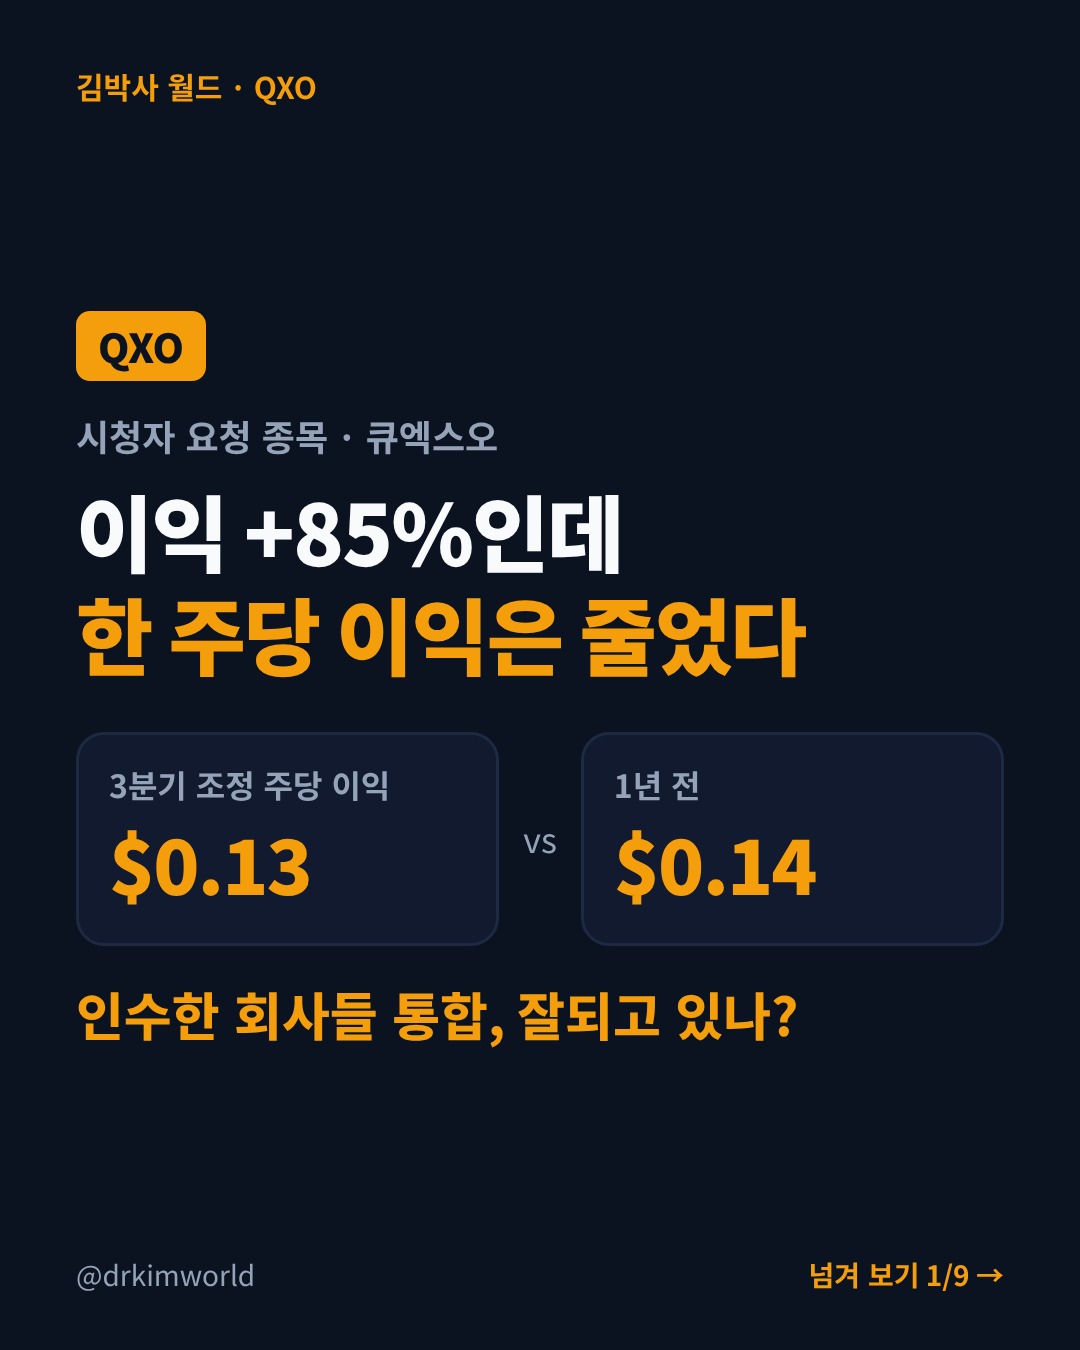 김박사 월드 · QXO
QXO
시청자 요청 종목 · 큐엑스오
이익 +85%인데
한 주당 이익은 줄었다
3분기 조정 주당 이익
$0.13
vs
1년 전
$0.14
인수한 회사들 통합, 잘되고 있나?
@drkimworld
넘겨 보기 1/9 →